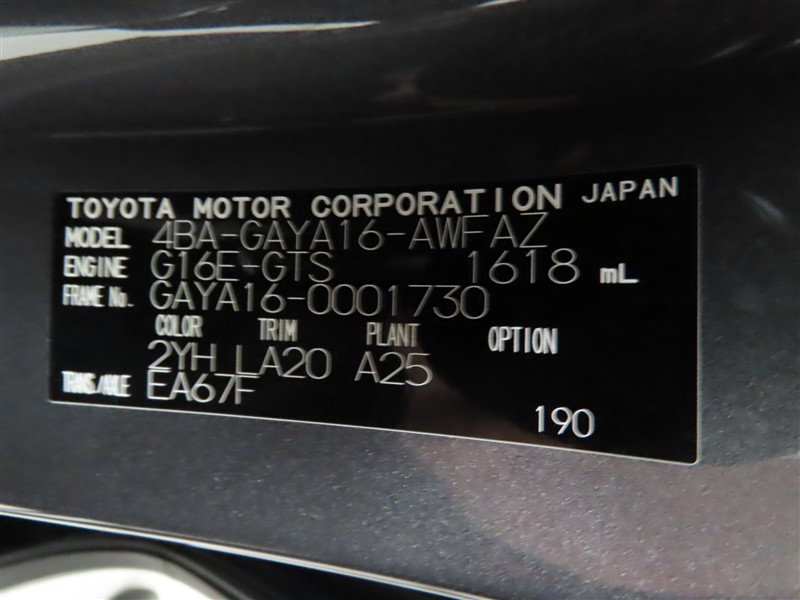 TOYOTA MOTOR CORPORATION JAPAN
MODEL 4BA-GAYA16-AWFAZ
ENGINE G16E-GTS 1618 mL
FRAME No. GAYA16-0001730
COLOR TRIM PLANT OPTION
2YH LA20 A25
TRANS/AXLE EA67F
190